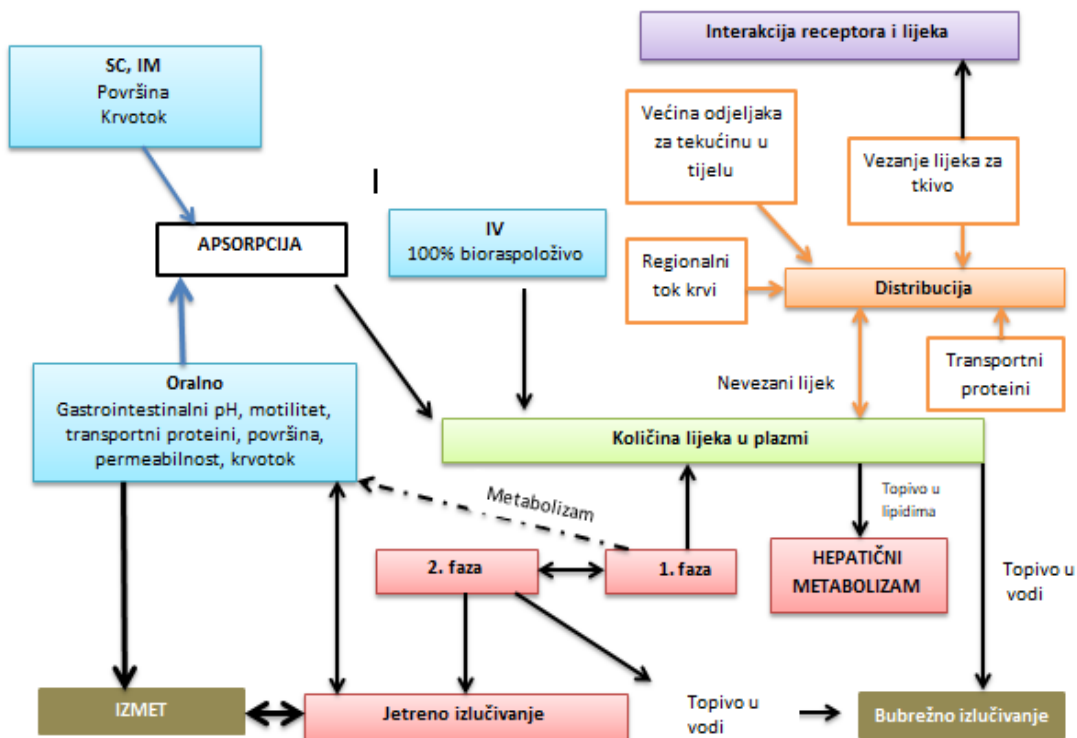 Interakcija receptora i lijeka
SC, IM
Površina
Krvotok
Većina odjeljaka
za tekućinu u
tijelu
Vezanje lijeka za
tkivo
APSORPCIJA
IV
100% bioraspoloživo
Regionalni
tok krvi
Distribucija
Transportni
proteini
Nevezani lijek
Oralno
Gastrointestinalni pH, motilitet,
transportni proteini, površina,
permeabilnost, krvotok
Količina lijeka u plazmi
Metabolizam
Topivo u
lipidima
2. faza
1. faza
HEPATIČNI
METABOLIZAM
Topivo u
vodi
IZMET
Jetreno izlučivanje
Topivo u
vodi
Bubrežno izlučivanje